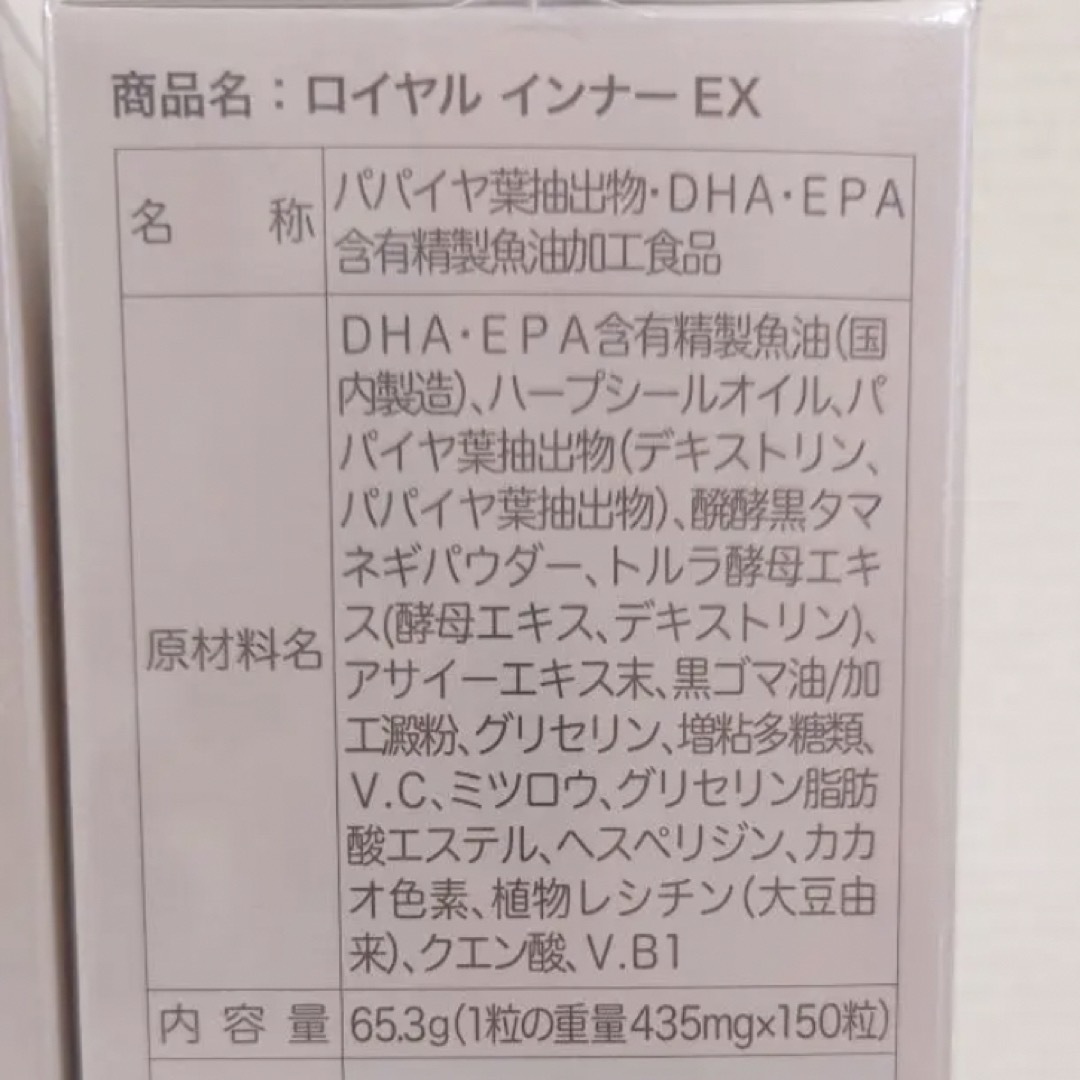 商品名：ロイヤル インナー EX
名称
パパイヤ葉抽出物・DHA・EPA
含有精製魚油加工食品
原材料名
DHA・EPA含有精製魚油(国
内製造)、ハープシールオイル、パ
パイヤ葉抽出物(デキストリン、
パパイヤ葉抽出物)、醗酵黒タマ
ネギパウダー、トルラ酵母エキ
ス(酵母エキス、デキストリン)、
アサイーエキス末、黒ゴマ油/加
工澱粉、グリセリン、増粘多糖類、
V.C、ミツロウ、グリセリン脂肪
酸エステル、ヘスペリジン、カカ
オ色素、植物レシチン(大豆由
来)、クエン酸、V.B1
内容量
65.3g(1粒の重量435mg×150粒)